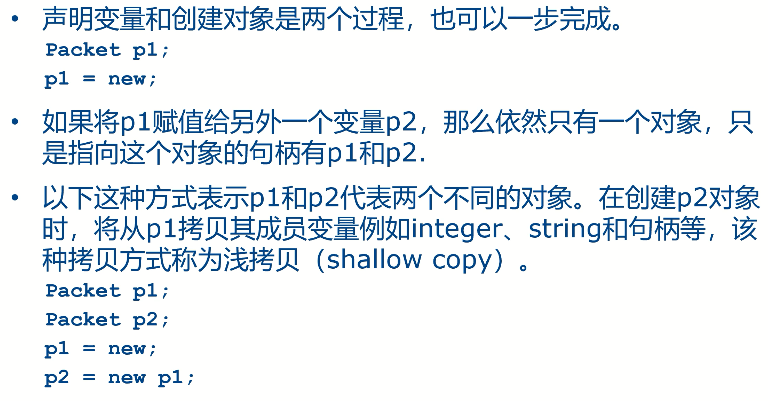 • 声明变量和创建对象是两个过程，也可以一步完成。
Packet p1;
p1 = new;
• 如果将p1赋值给另外一个变量p2，那么依然只有一个对象，只
是指向这个对象的句柄有p1和p2.
• 以下这种方式表示p1和p2代表两个不同的对象。在创建p2对象
时，将从p1拷贝其成员变量例如integer、string和句柄等，该
种拷贝方式称为浅拷贝（shallow copy）。
Packet p1;
Packet p2;
p1 = new;
p2 = new p1;